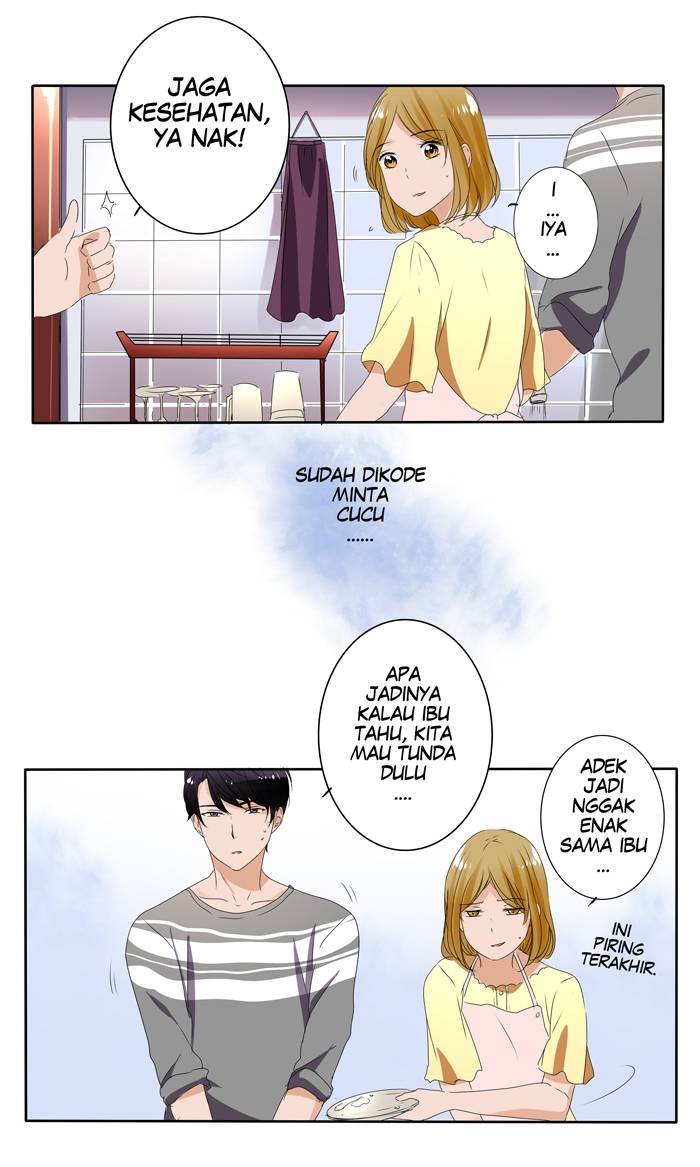 JAGA
KESEHATAN,
YA NAK!
I
...
IYA
...
SUDAH DIKODE
MINTA
CUCU
......
APA
JADINYA
KALAU IBU
TAHU, KITA
MAU TUNDA
DULU
....
ADEK
JADI
NGGAK
ENAK
SAMA IBU
...
INI
PIRING
TERAKHIR.